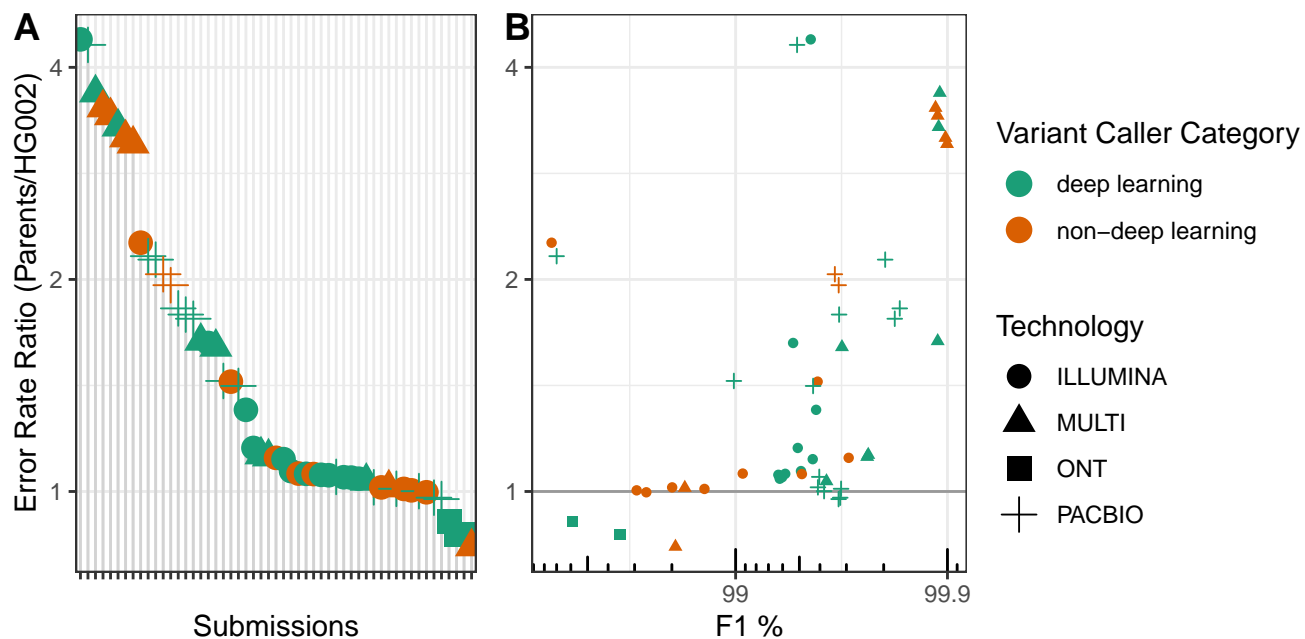 A
B
Error Rate Ratio (Parents/HG002)
4
2
1
Submissions
4
2
1
99
99.9
F1 %
Variant Caller Category
deep learning
non−deep learning
Technology
ILLUMINA
MULTI
ONT
PACBIO